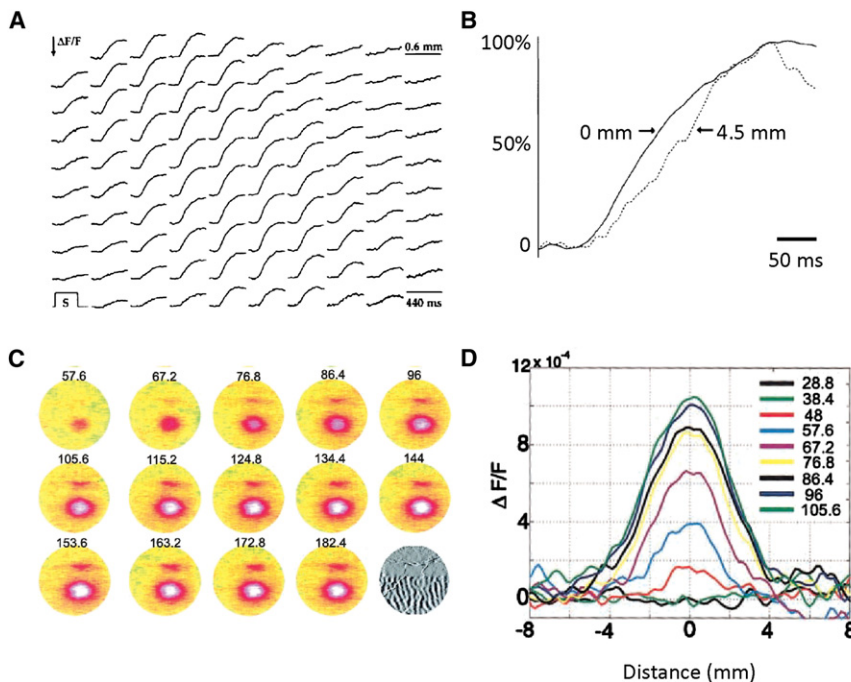 A
ΔF/F
0.6 mm
S
440 ms
B
100%
50%
0
0 mm
4.5 mm
50 ms
C
57.6 67.2 76.8 86.4 96
105.6 115.2 124.8 134.4 144
153.6 163.2 172.8 182.4
D
12 × 10⁻⁴
8
4
0
Δ F/F
28.8
38.4
48
57.6
67.2
76.8
86.4
96
105.6
-8 -4 0 4 8
Distance (mm)